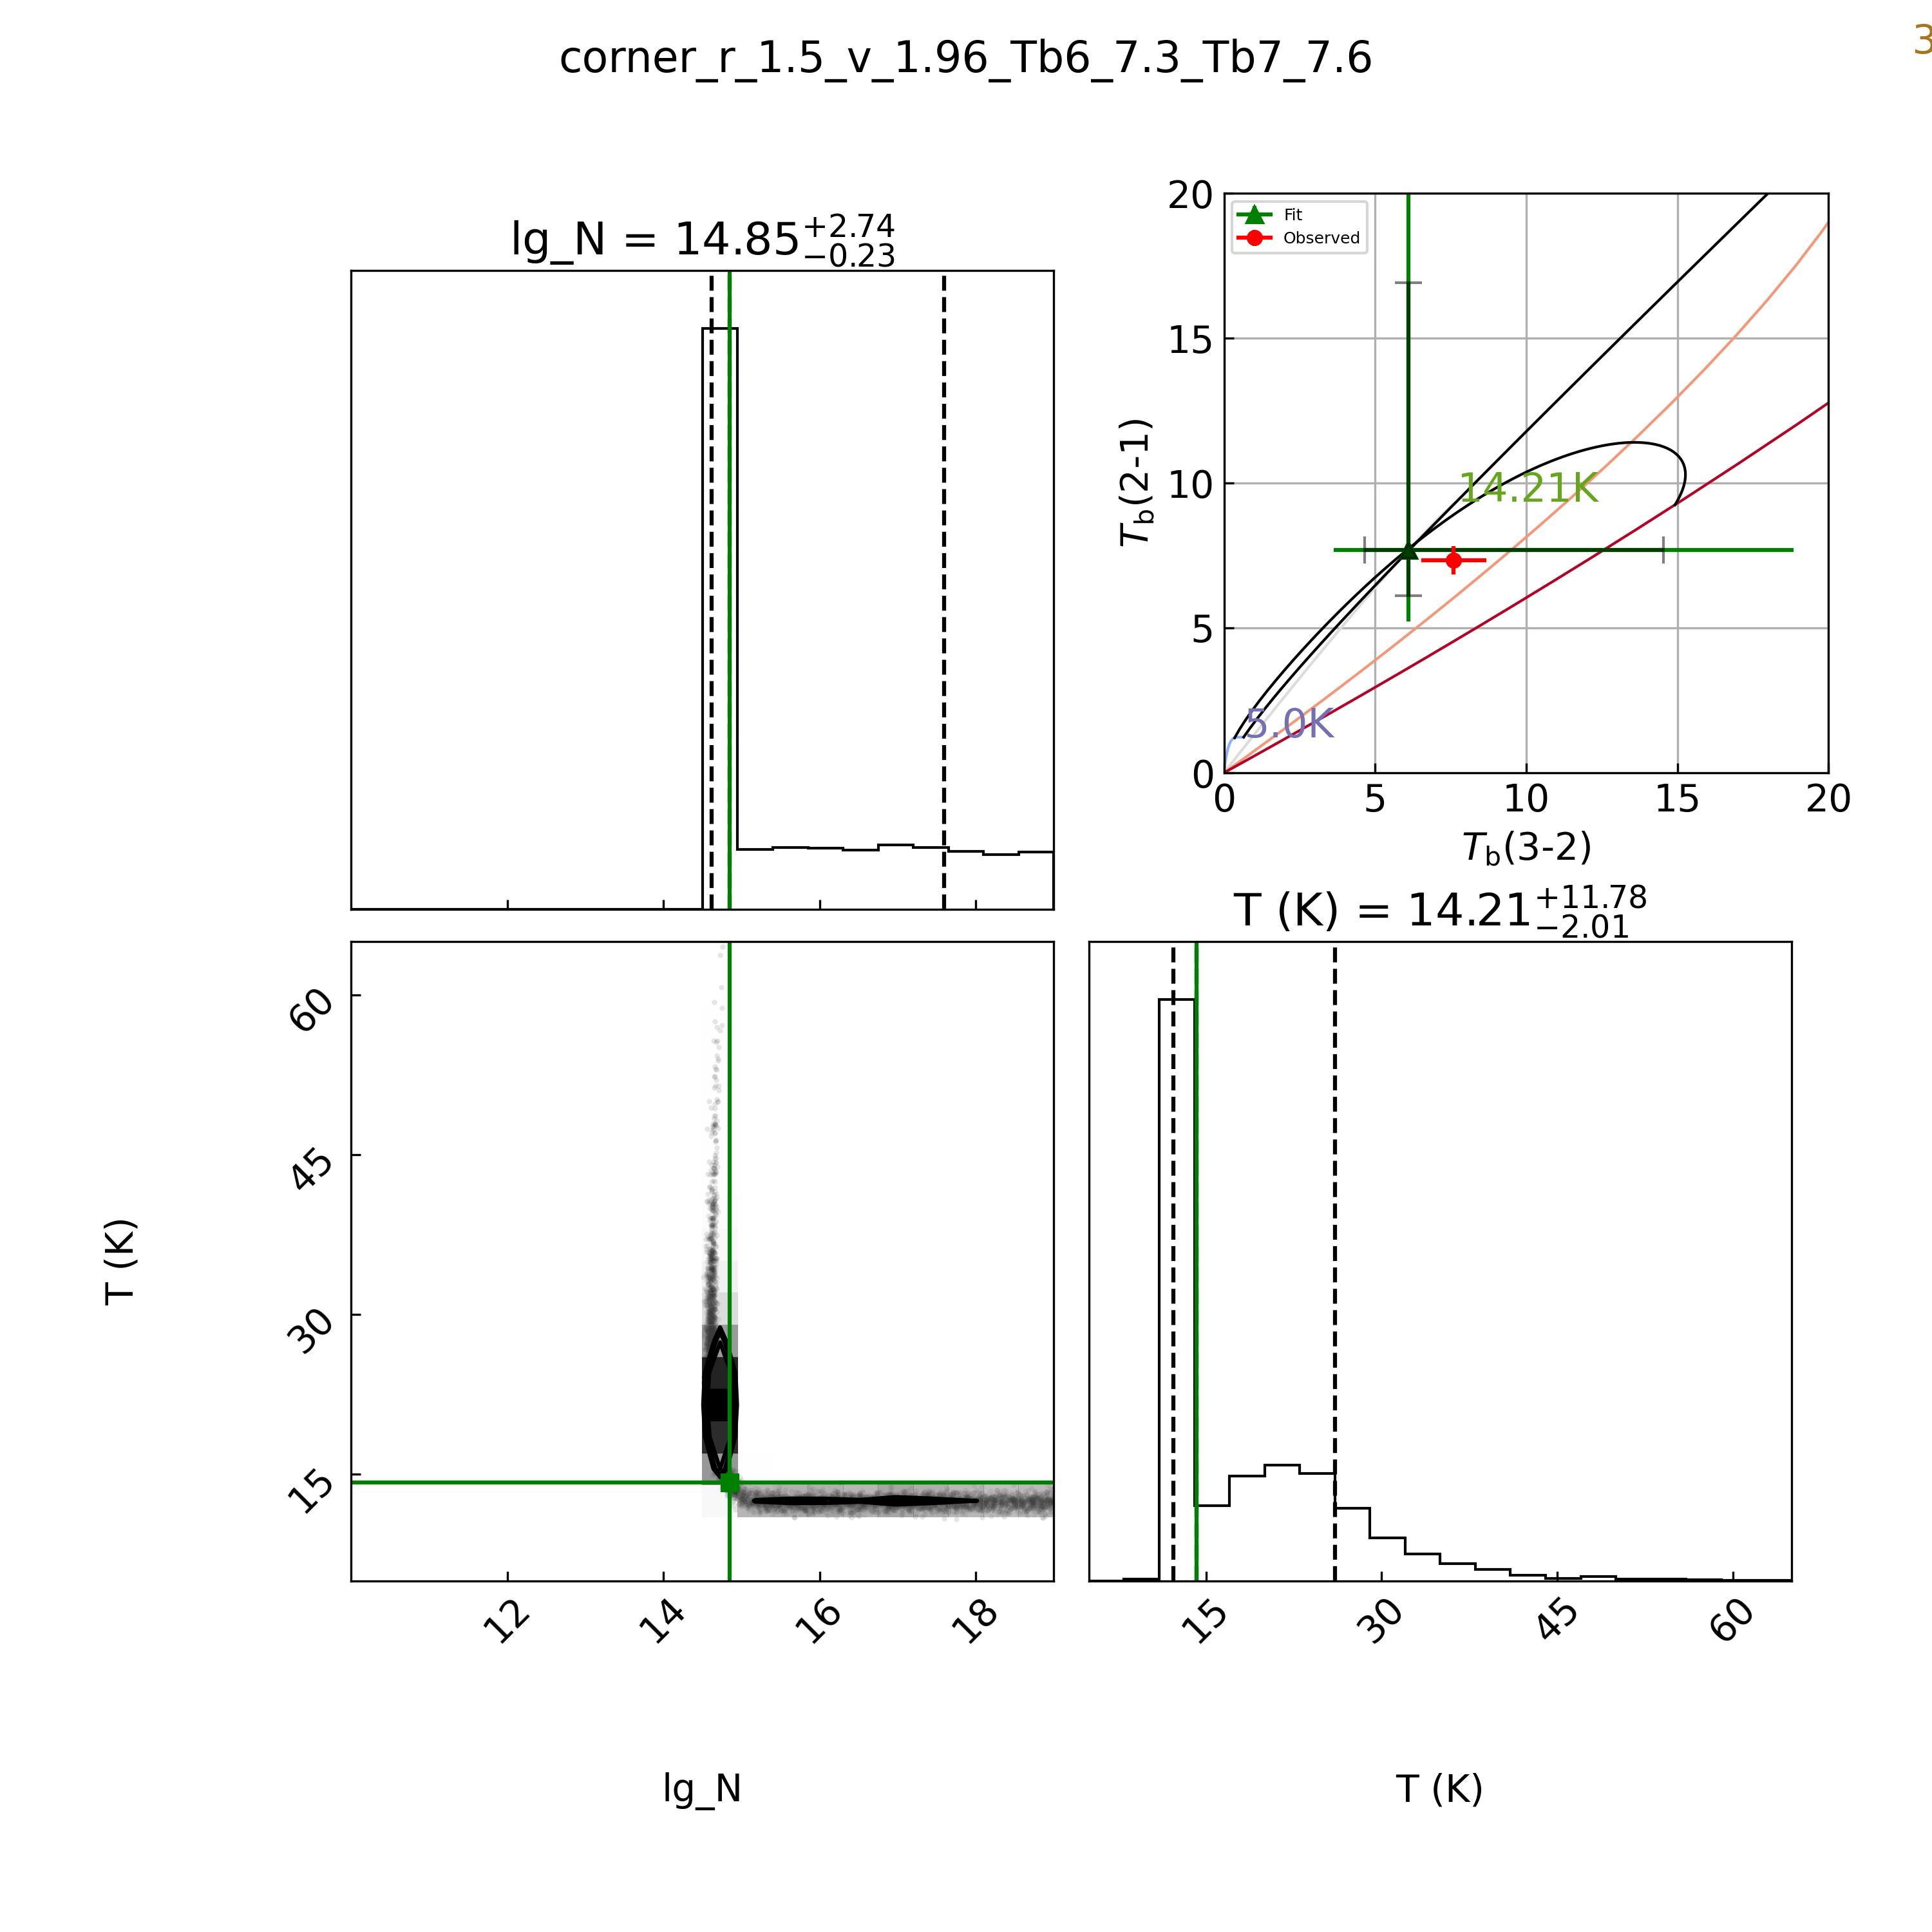 3
corner_r_1.5_v_1.96_Tb6_7.3_Tb7_7.6
lg_N = 14.85+2.74−0.23
20
15
10
5
0
Fit
Observed
14.21K
5.0K
Tb(2-1)
0 5 10 15 20
Tb(3-2)
T (K) = 14.21+11.78−2.01
60
45
30
15
T (K)
12 14 16 18
lg_N
15 30 45 60
T (K)